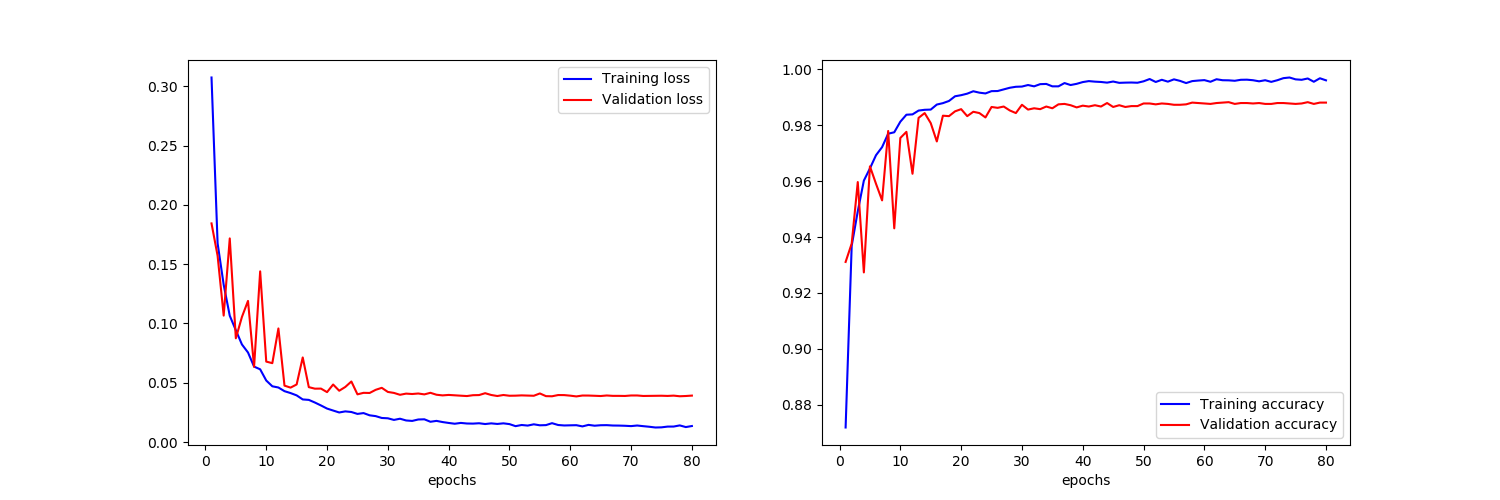 Training loss
Validation loss
0.30
0.25
0.20
0.15
0.10
0.05
0.00
0 10 20 30 40 50 60 70 80
epochs
1.00
0.98
0.96
0.94
0.92
0.90
0.88
Training accuracy
Validation accuracy
0 10 20 30 40 50 60 70 80
epochs